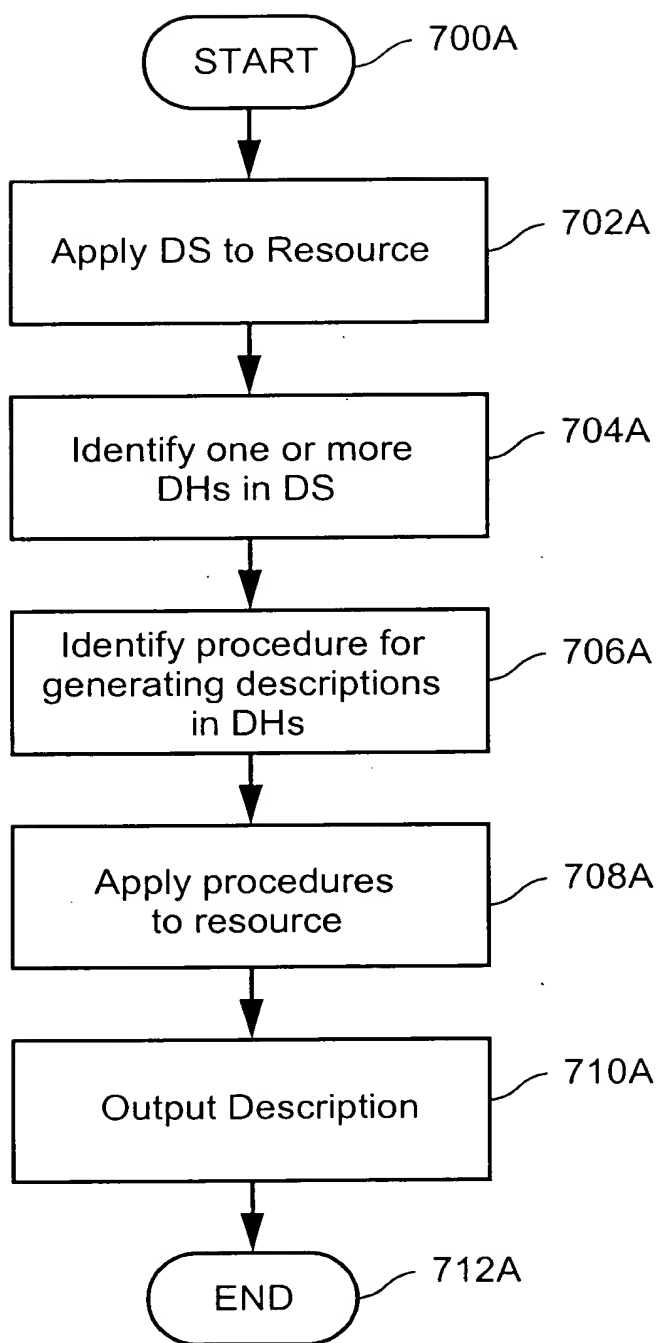 START
700A
Apply DS to Resource
702A
Identify one or more
DHs in DS
704A
Identify procedure for
generating descriptions
in DHs
706A
Apply procedures
to resource
708A
Output Description
710A
END
712A